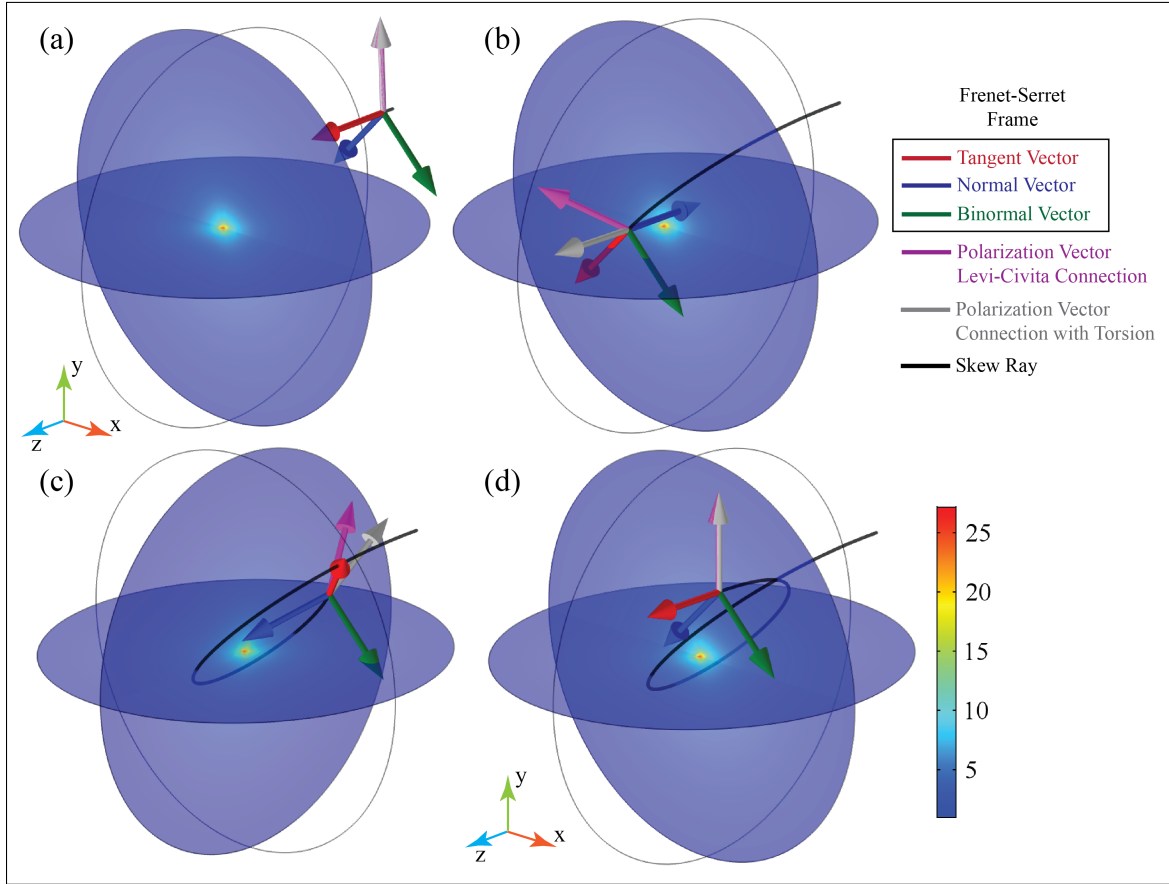 (a)
(b)
Frenet-Serret
Frame
Tangent Vector
Normal Vector
Binormal Vector
Polarization Vector
Levi-Civita Connection
Polarization Vector
Connection with Torsion
Skew Ray
y
z
x
(c)
(d)
25
20
15
10
5
y
z
x